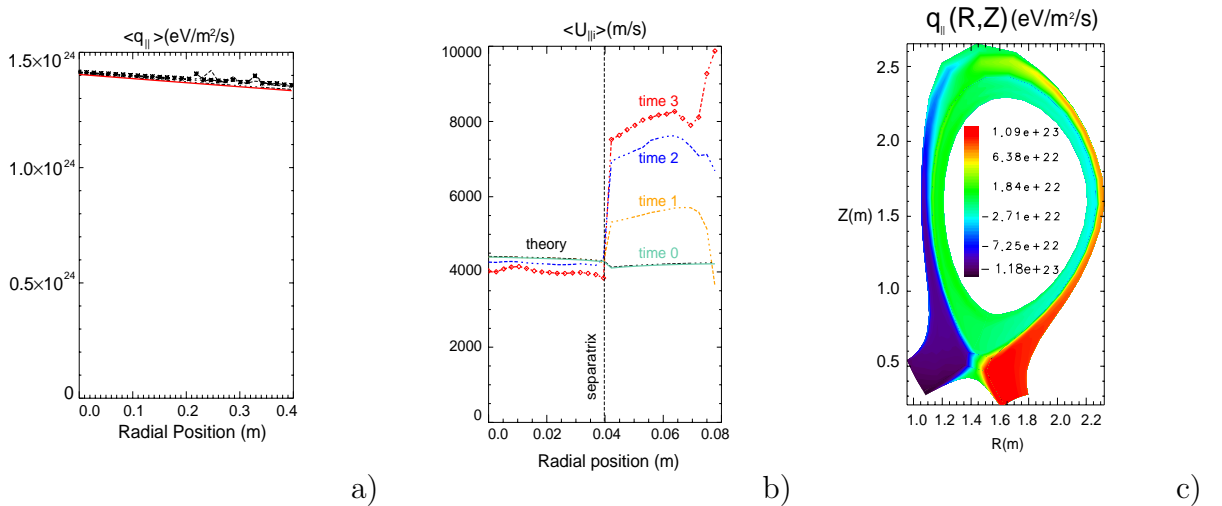 <q||>(eV/m²/s)
1.5×10²⁴
1.0×10²⁴
0.5×10²⁴
0
0.0 0.1 0.2 0.3 0.4
Radial Position (m)
a)
<U||i>(m/s)
10000
8000
6000
4000
2000
0
time 3
time 2
time 1
time 0
theory
separatrix
0.00 0.02 0.04 0.06 0.08
Radial position (m)
b)
q||(R,Z)(eV/m²/s)
2.5
2.0
Z(m)
1.5
1.0
0.5
1.09e+23
6.38e+22
1.84e+22
-2.71e+22
-7.25e+22
-1.18e+23
1.0 1.2 1.4 1.6 1.8 2.0 2.2
R(m)
c)